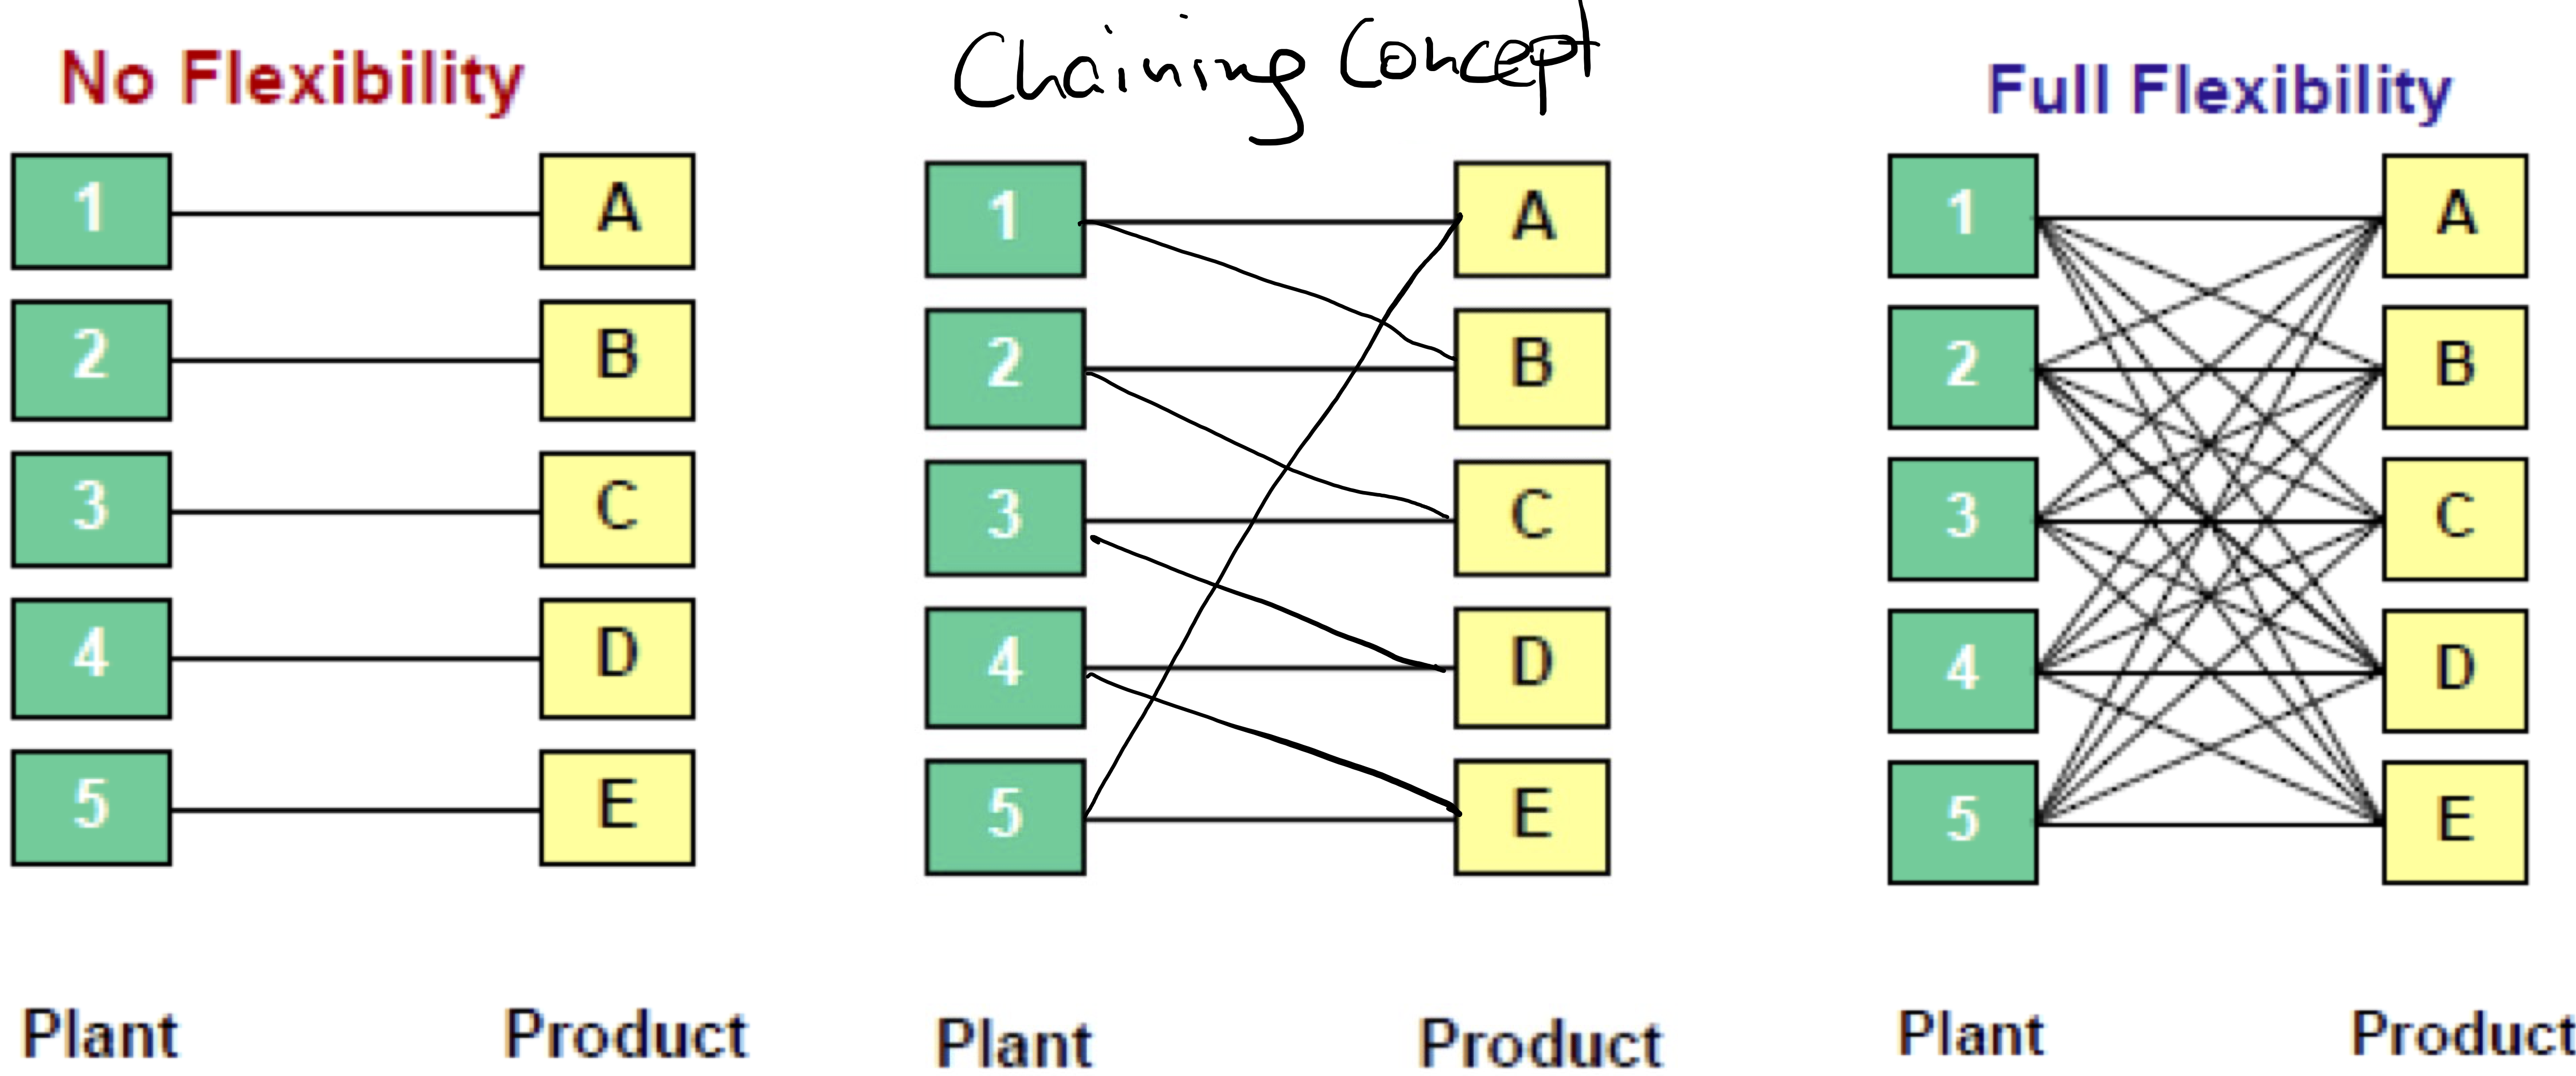 No Flexibility
1 A
2 B
3 C
4 D
5 E
Plant Product
Chaining Concept
1 A
2 B
3 C
4 D
5 E
Plant Product
Full Flexibility
1 A
2 B
3 C
4 D
5 E
Plant Product